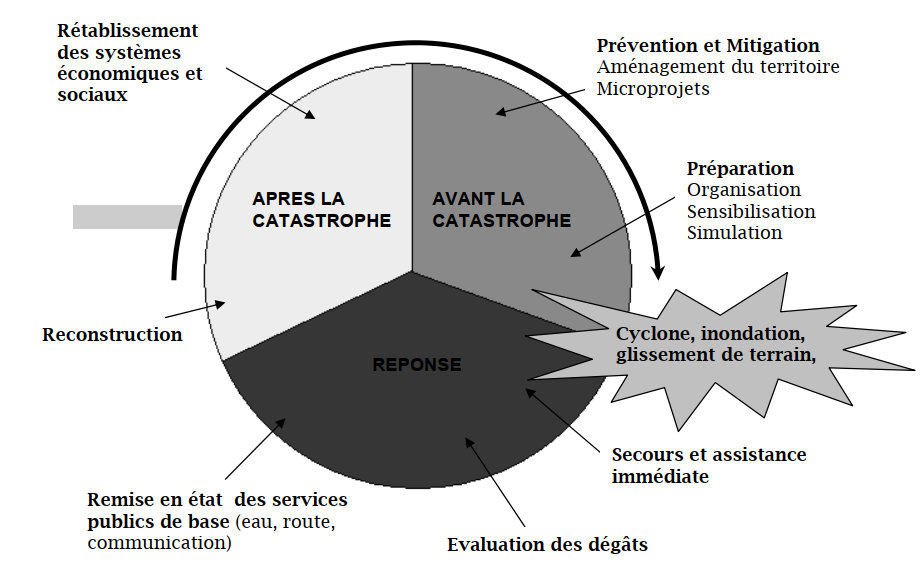 Rétablissement
des systèmes
économiques et
sociaux
Prévention et Mitigation
Aménagement du territoire
Microprojets
Préparation
Organisation
Sensibilisation
Simulation
APRES LA
CATASTROPHE
AVANT LA
CATASTROPHE
Reconstruction
Cyclone, inondation,
glissement de terrain,
REPONSE
Secours et assistance
immédiate
Remise en état  des services
publics de base (eau, route,
communication)
Evaluation des dégâts